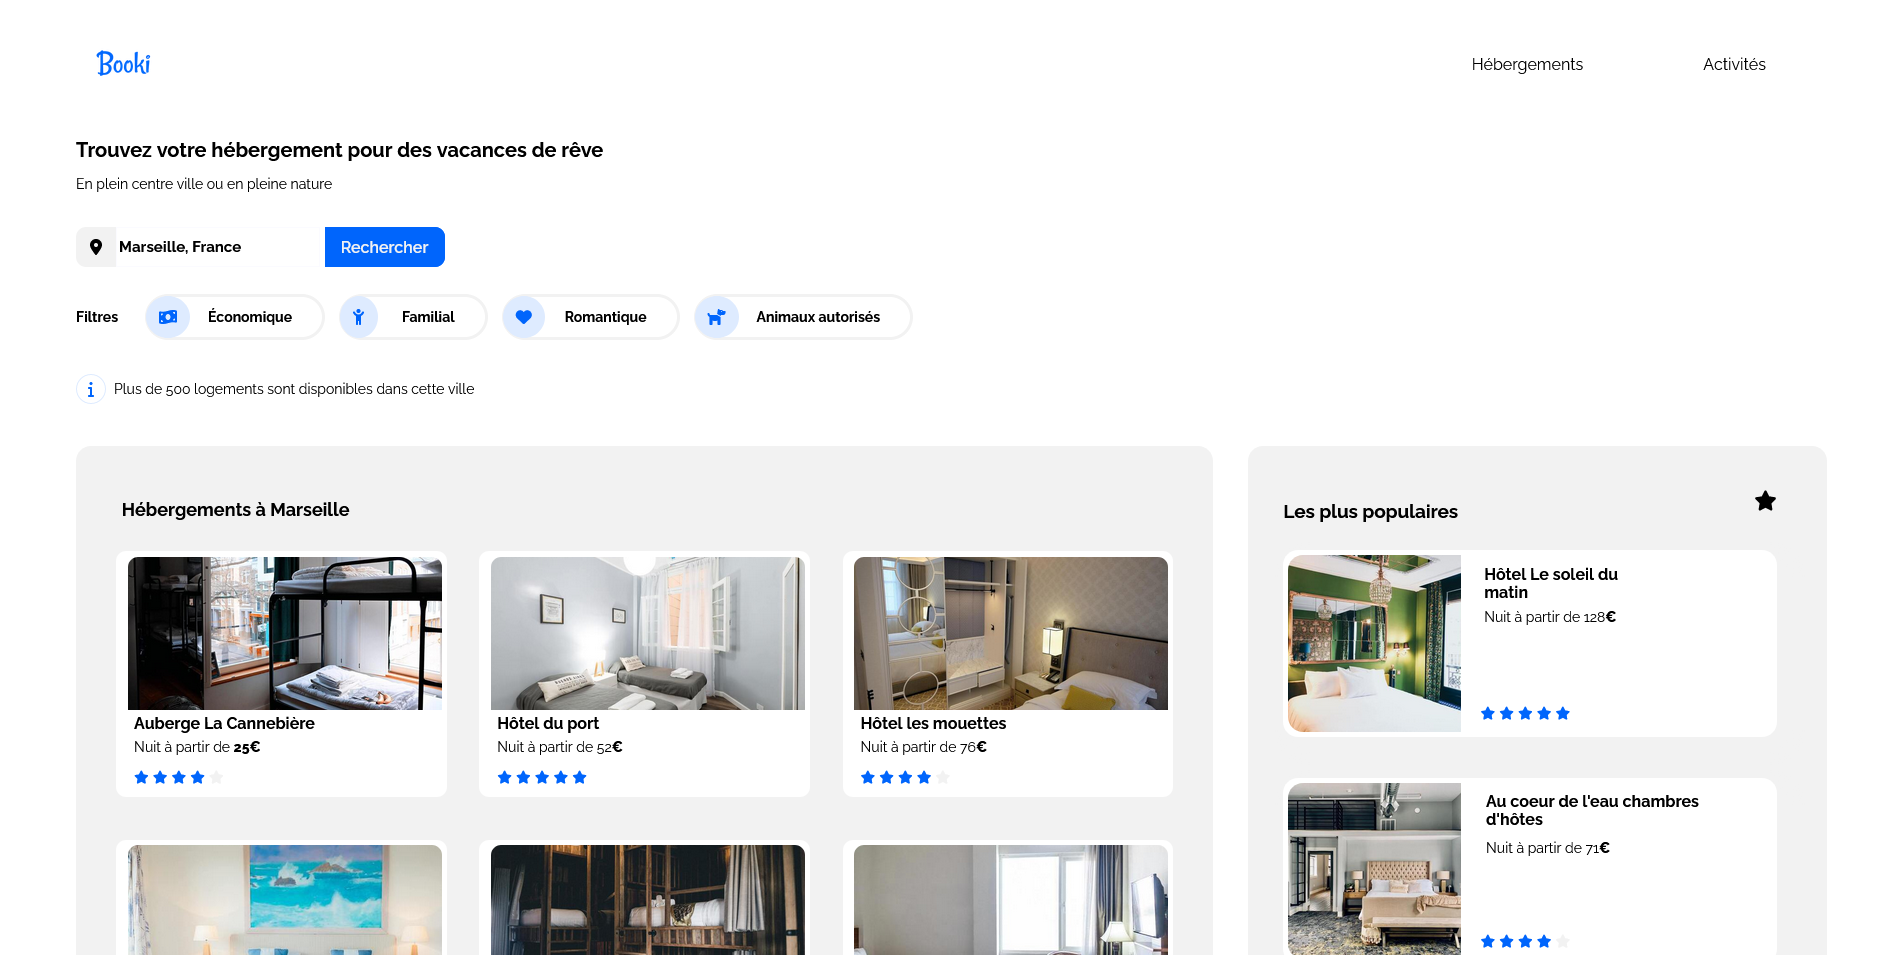 Booki
Hébergements
Activités
Trouvez votre hébergement pour des vacances de rêve
En plein centre ville ou en pleine nature
Marseille, France
Rechercher
Filtres
Économique
Familial
Romantique
Animaux autorisés
Plus de 500 logements sont disponibles dans cette ville
Hébergements à Marseille
Auberge La Cannebière
Nuit à partir de 25€
Hôtel du port
Nuit à partir de 52€
Hôtel les mouettes
Nuit à partir de 76€
Les plus populaires
Hôtel Le soleil du
matin
Nuit à partir de 128€
Au coeur de l'eau chambres
d'hôtes
Nuit à partir de 71€